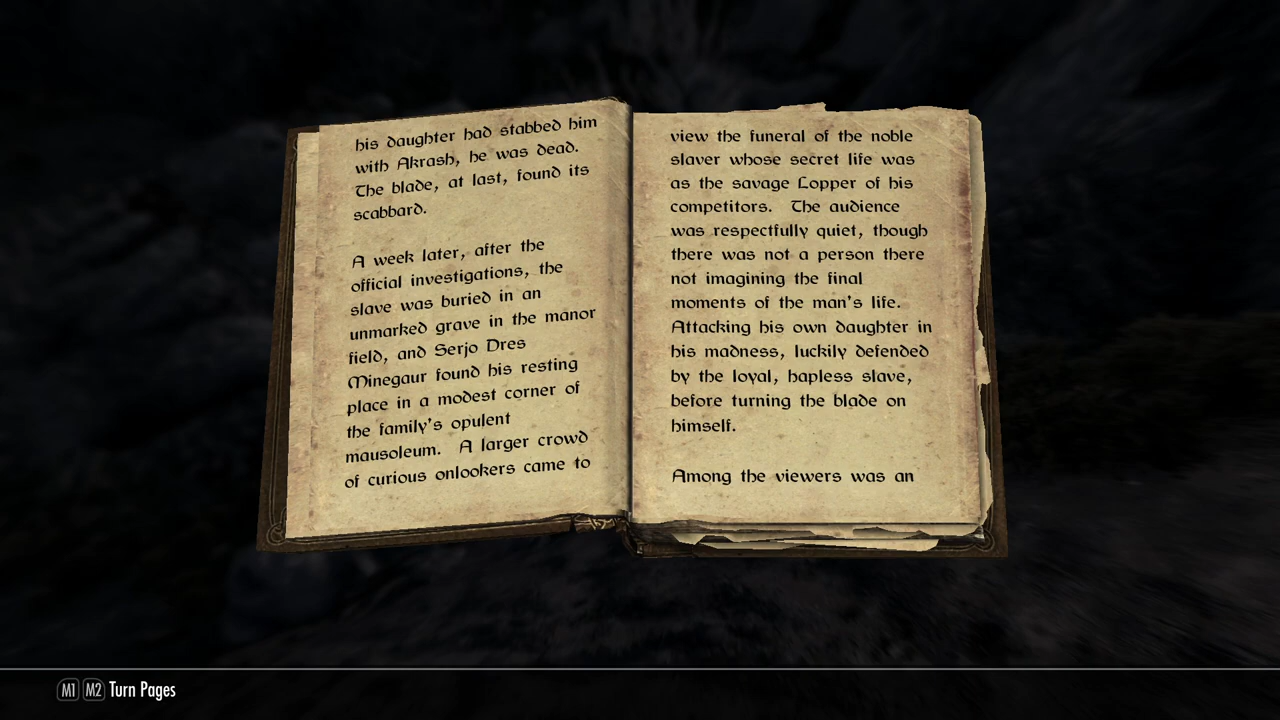 his daughter had stabbed him
with Akrash, he was dead.
The blade, at last, found its
scabbard.
A week later, after the
official investigations, the
slave was buried in an
unmarked grave in the manor
field, and Serjo Dres
Minegaur found his resting
place in a modest corner of
the family's opulent
mausoleum.  A larger crowd
of curious onlookers came to
view the funeral of the noble
slaver whose secret life was
as the savage Lopper of his
competitors.  The audience
was respectfully quiet, though
there was not a person there
not imagining the final
moments of the man's life.
Attacking his own daughter in
his madness, luckily defended
by the loyal, hapless slave,
before turning the blade on
himself.
Among the viewers was an
M1 M2 Turn Pages